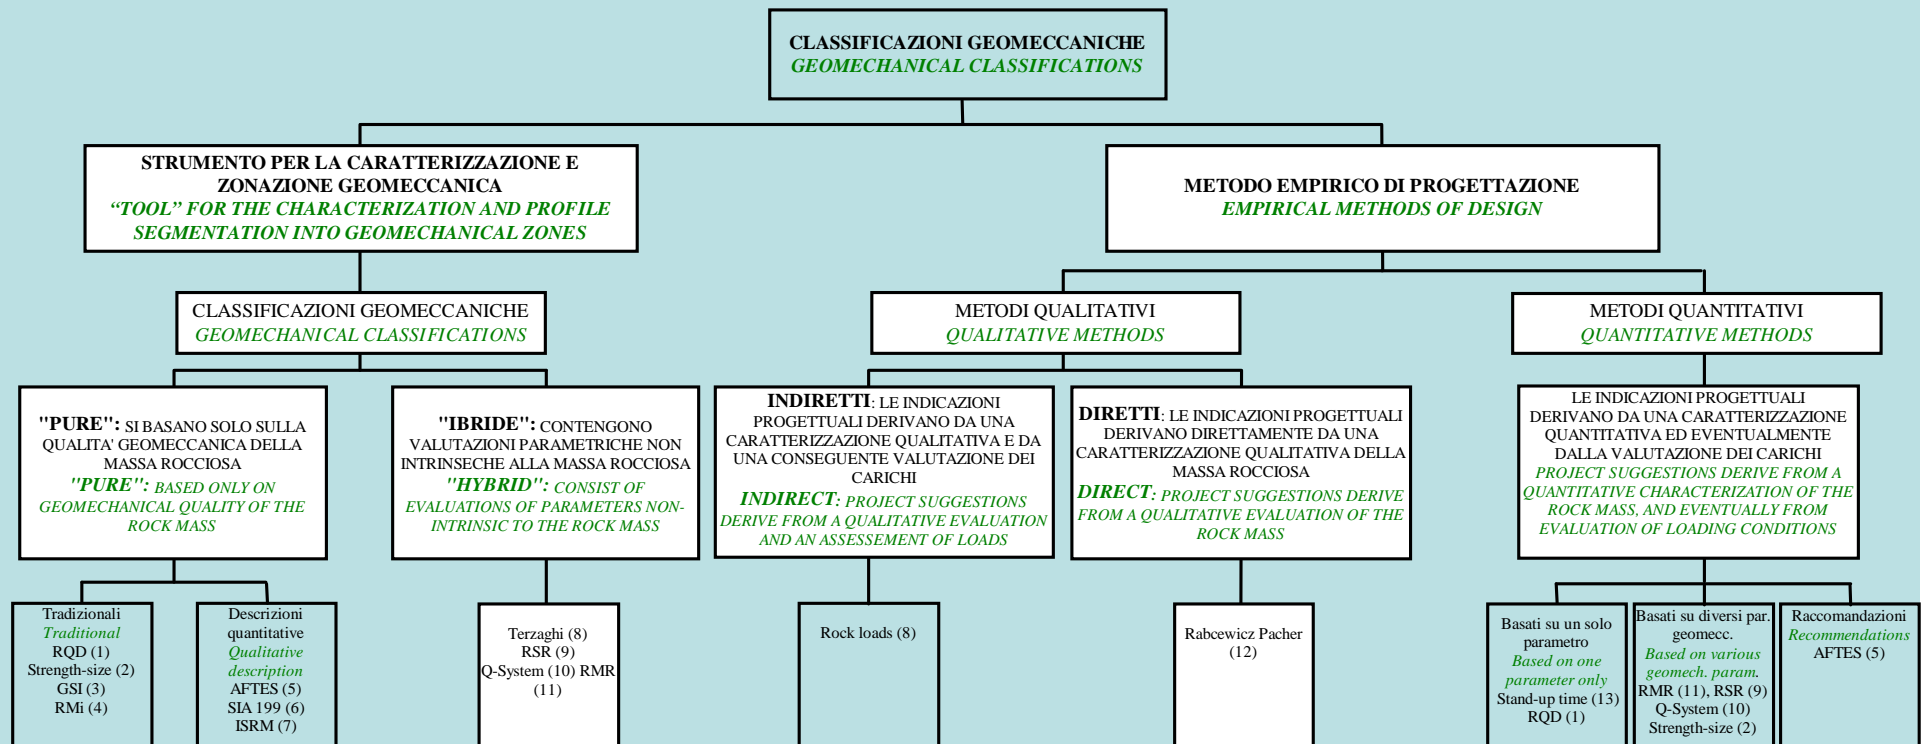 CLASSIFICAZIONI GEOMECCANICHE
GEOMECHANICAL CLASSIFICATIONS
STRUMENTO PER LA CARATTERIZZAZIONE E
ZONAZIONE GEOMECCANICA
“TOOL” FOR THE CHARACTERIZATION AND PROFILE
SEGMENTATION INTO GEOMECHANICAL ZONES
METODO EMPIRICO DI PROGETTAZIONE
EMPIRICAL METHODS OF DESIGN
CLASSIFICAZIONI GEOMECCANICHE
GEOMECHANICAL CLASSIFICATIONS
METODI QUALITATIVI
QUALITATIVE METHODS
METODI QUANTITATIVI
QUANTITATIVE METHODS
"PURE": SI BASANO SOLO SULLA
QUALITA' GEOMECCANICA DELLA
MASSA ROCCIOSA
"PURE": BASED ONLY ON
GEOMECHANICAL QUALITY OF THE
ROCK MASS
"IBRIDE": CONTENGONO
VALUTAZIONI PARAMETRICHE NON
INTRINSECHE ALLA MASSA ROCCIOSA
"HYBRID": CONSIST OF
EVALUATIONS OF PARAMETERS NON-
INTRINSIC TO THE ROCK MASS
INDIRETTI: LE INDICAZIONI
PROGETTUALI DERIVANO DA UNA
CARATTERIZZAZIONE QUALITATIVA E DA
UNA CONSEGUENTE VALUTAZIONE DEI
CARICHI
INDIRECT: PROJECT SUGGESTIONS
DERIVE FROM A QUALITATIVE EVALUATION
AND AN ASSESSEMENT OF LOADS
DIRETTI: LE INDICAZIONI PROGETTUALI
DERIVANO DIRETTAMENTE DA UNA
CARATTERIZZAZIONE QUALITATIVA DELLA
MASSA ROCCIOSA
DIRECT: PROJECT SUGGESTIONS DERIVE
FROM A QUALITATIVE EVALUATION OF THE
ROCK MASS
LE INDICAZIONI PROGETTUALI
DERIVANO DA UNA CARATTERIZZAZIONE
QUANTITATIVA ED EVENTUALMENTE
DALLA VALUTAZIONE DEI CARICHI
PROJECT SUGGESTIONS DERIVE FROM A
QUANTITATIVE CHARACTERIZATION OF THE
ROCK MASS, AND EVENTUALLY FROM
EVALUATION OF LOADING CONDITIONS
Tradizionali
Traditional
RQD (1)
Strength-size (2)
GSI (3)
RMi (4)
Descrizioni
quantitative
Qualitative
description
AFTES (5)
SIA 199 (6)
ISRM (7)
Terzaghi (8)
RSR (9)
Q-System (10) RMR
(11)
Rock loads (8)
Rabcewicz Pacher
(12)
Basati su un solo
parametro
Based on one
parameter only
Stand-up time (13)
RQD (1)
Basati su diversi par.
geomecc.
Based on various
geomech. param.
RMR (11), RSR (9)
Q-System (10)
Strength-size (2)
Raccomandazioni
Recommendations
AFTES (5)